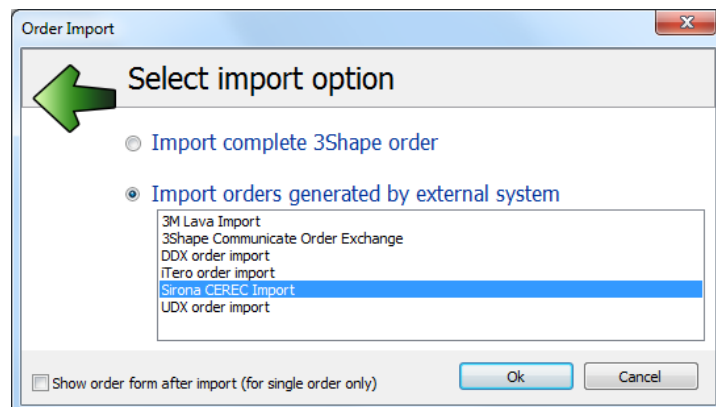 Order Import
Select import option
Import complete 3Shape order
Import orders generated by external system
3M Lava Import
3Shape Communicate Order Exchange
DDX order import
iTero order import
Sirona CEREC Import
UDX order import
Show order form after import (for single order only)
Ok
Cancel